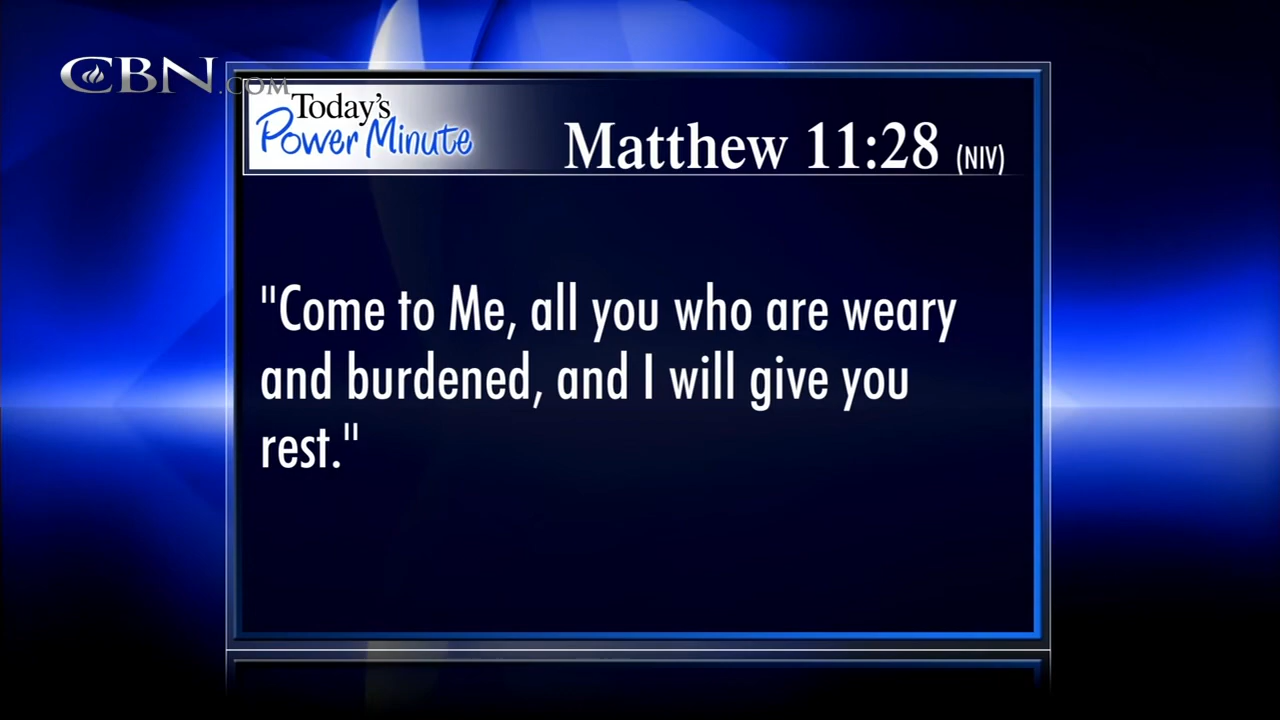 CBN.COM
Today's
Power Minute
Matthew 11:28 (NIV)
"Come to Me, all you who are weary
and burdened, and I will give you
rest."